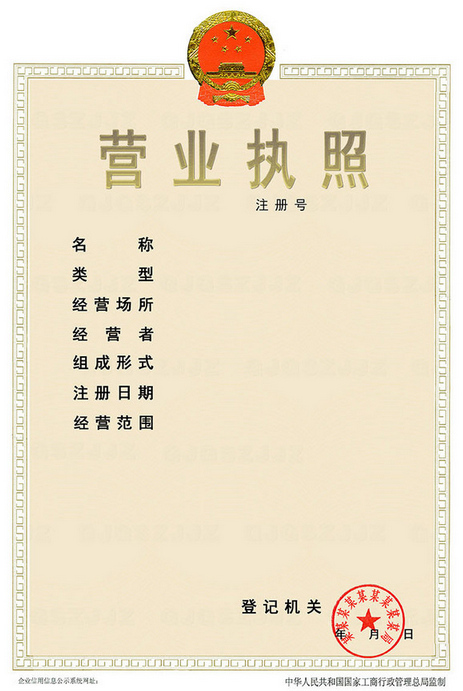 营业执照
注册号
名称
类型
经营场所
经营者
组成形式
注册日期
经营范围
登记机关
某某某某某某某某局
年 月 日
企业信用信息公示系统网址：
中华人民共和国国家工商行政管理总局监制